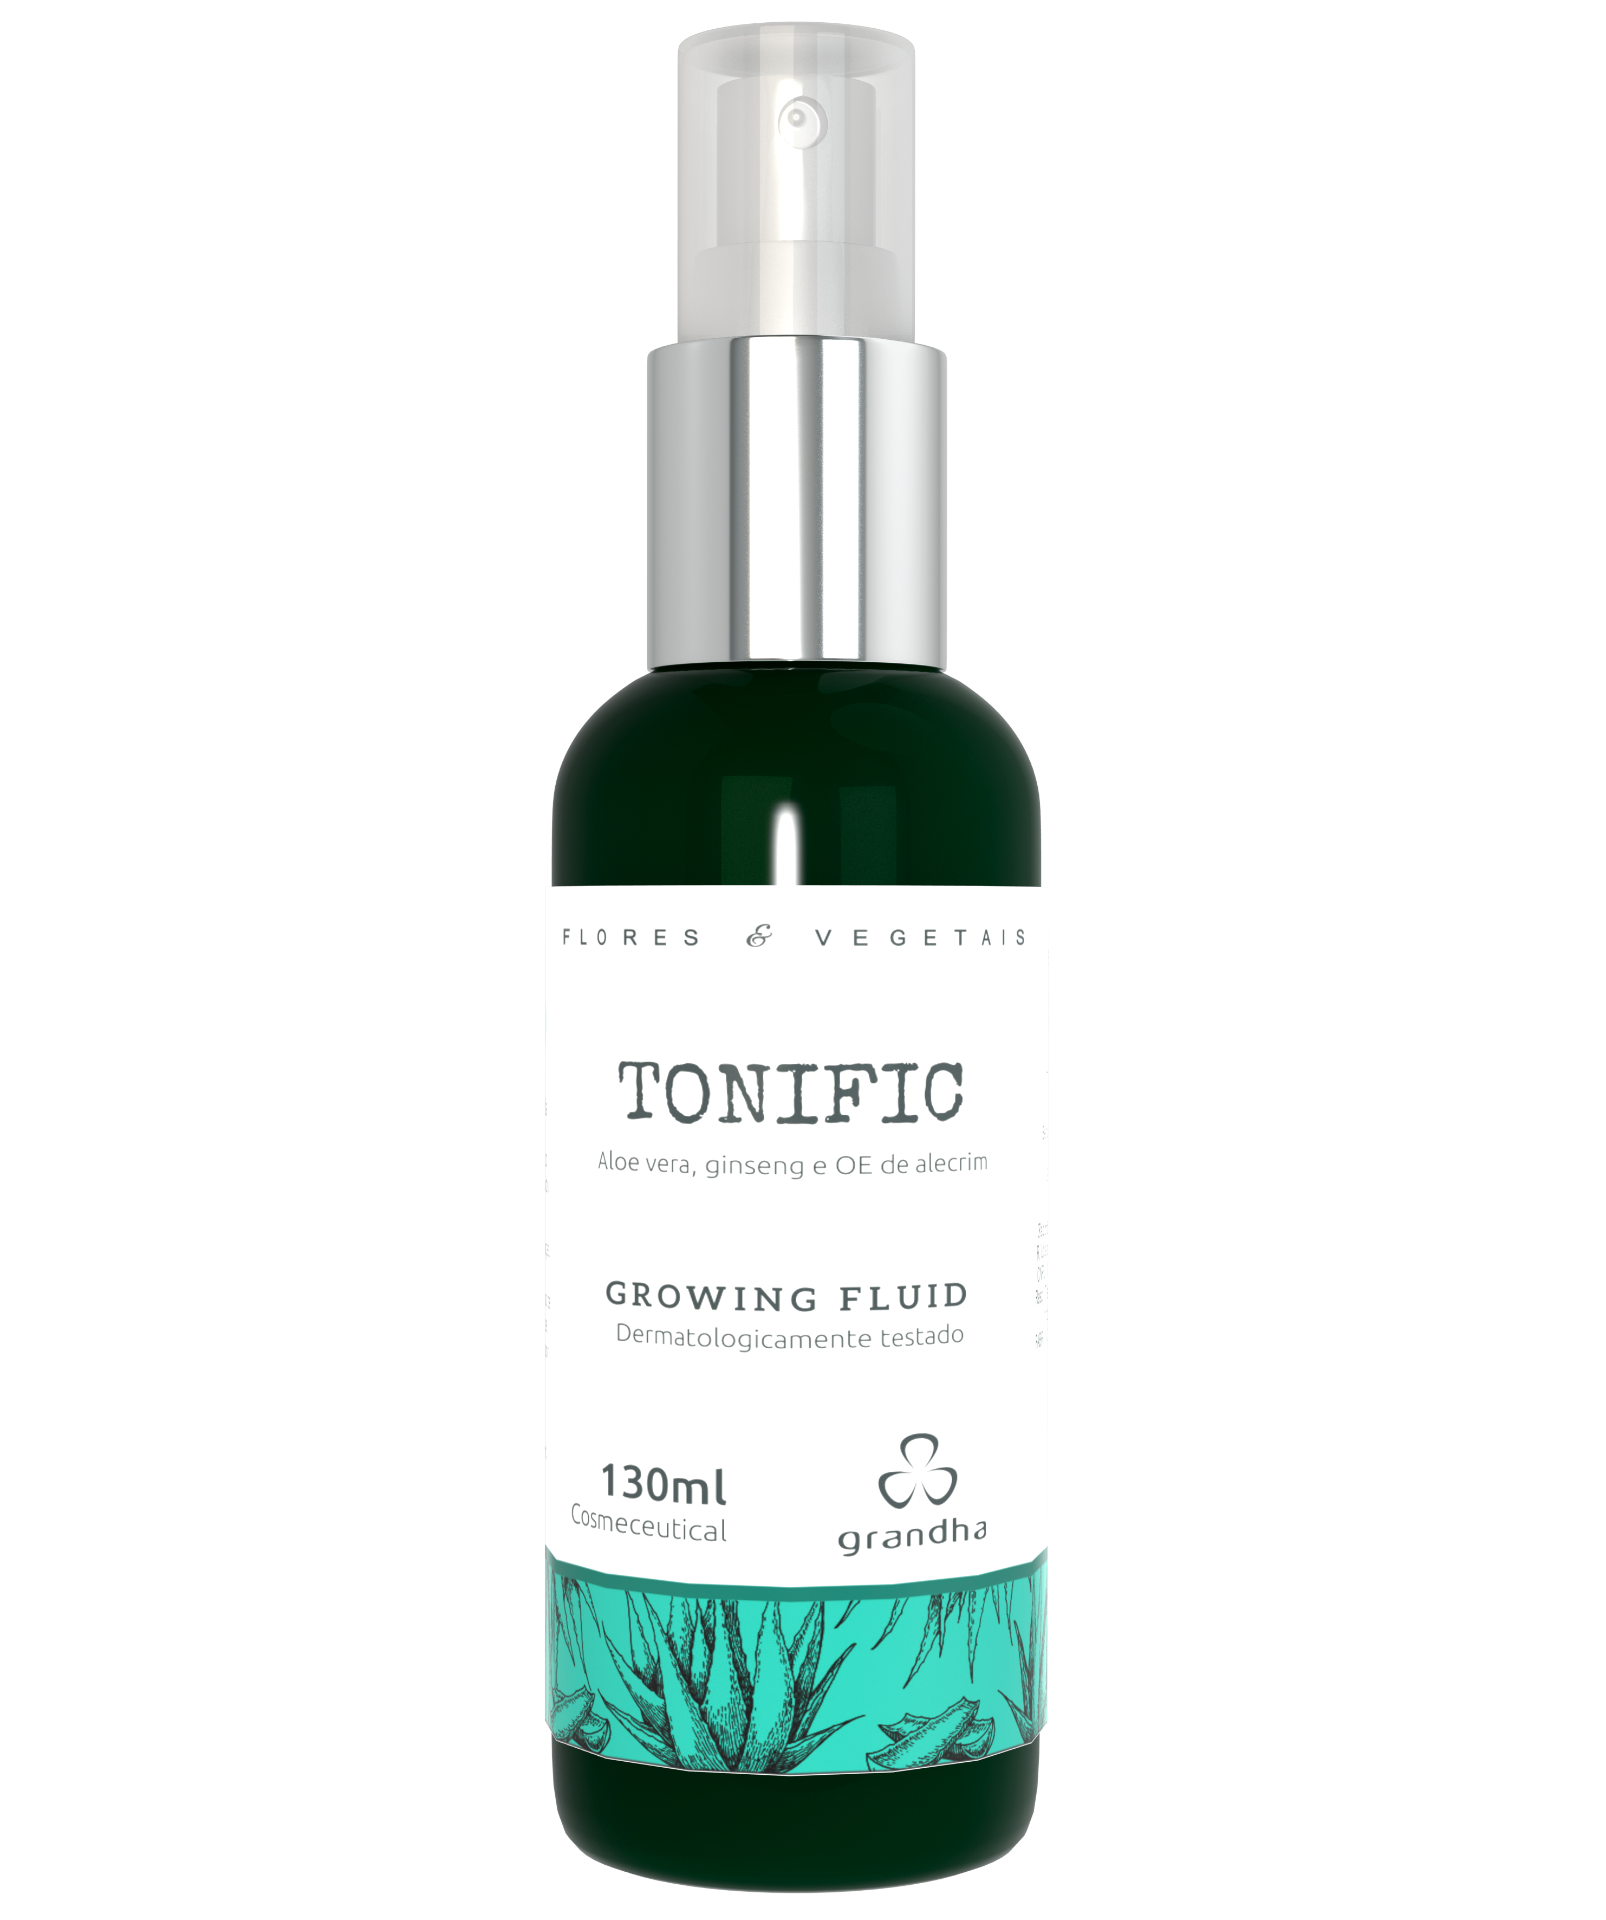 FLORES & VEGETAIS
TONIFIC
Aloe vera, ginseng e OE de alecrim
GROWING FLUID
Dermatologicamente testado
130ml
Cosmeceutical
grandha